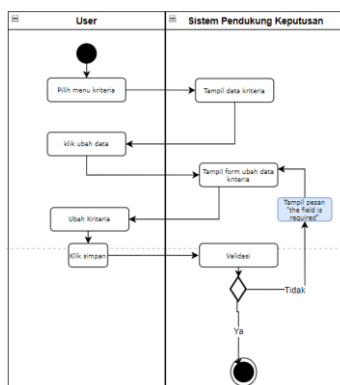 User
Sistem Pendukung Keputusan
Pilih menu kriteria
Tampil data kriteria
klik ubah data
Tampil form ubah data
kriteria
Tampil pesan
"the field is
required"
Ubah Kriteria
Klik simpan
Validasi
Tidak
Ya